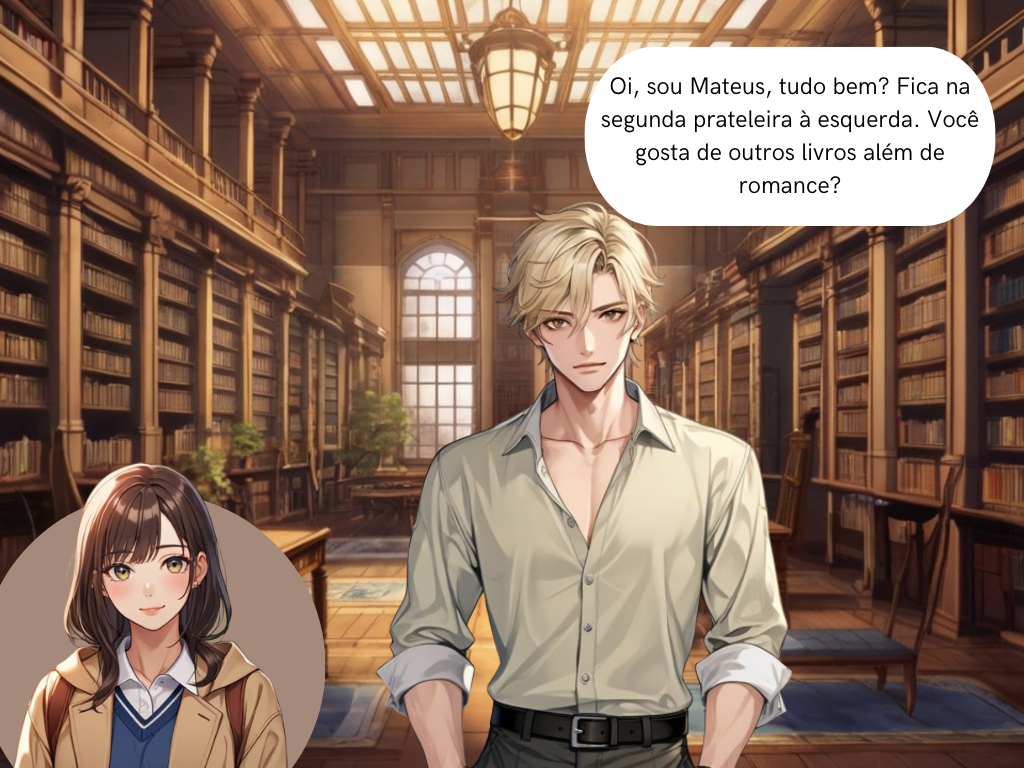 Oi, sou Mateus, tudo bem? Fica na
segunda prateleira à esquerda. Você
gosta de outros livros além de
romance?